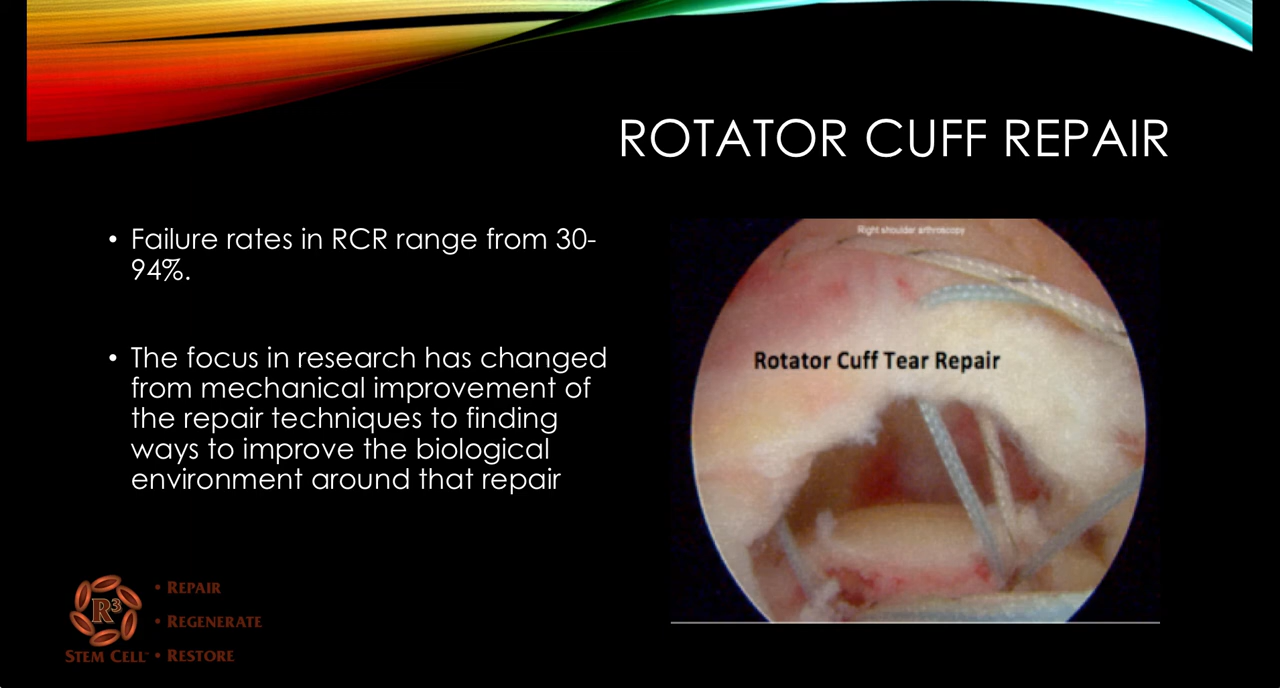 ROTATOR CUFF REPAIR
• Failure rates in RCR range from 30-
94%.
• The focus in research has changed
from mechanical improvement of
the repair techniques to finding
ways to improve the biological
environment around that repair
Right shoulder arthroscopy
Rotator Cuff Tear Repair
R³
STEM CELL™
• REPAIR
• REGENERATE
• RESTORE